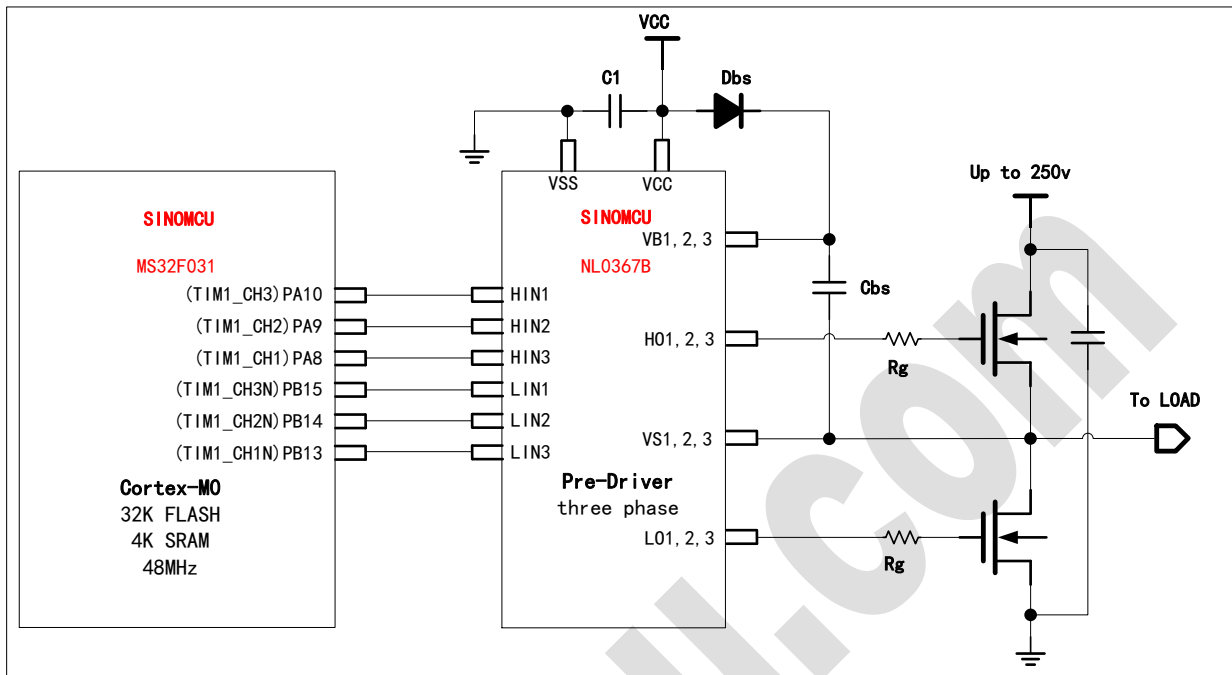 VCC
C1
Dbs
VSS
VCC
Up to 250v
SINOMCU
MS32F031
(TIM1_CH3)PA10
(TIM1_CH2)PA9
(TIM1_CH1)PA8
(TIM1_CH3N)PB15
(TIM1_CH2N)PB14
(TIM1_CH1N)PB13
Cortex-M0
32K FLASH
4K SRAM
48MHz
SINOMCU
NL0367B
HIN1
HIN2
HIN3
LIN1
LIN2
LIN3
VB1,2,3
HO1,2,3
VS1,2,3
LO1,2,3
Pre-Driver
three phase
Cbs
Rg
Rg
To LOAD
.com